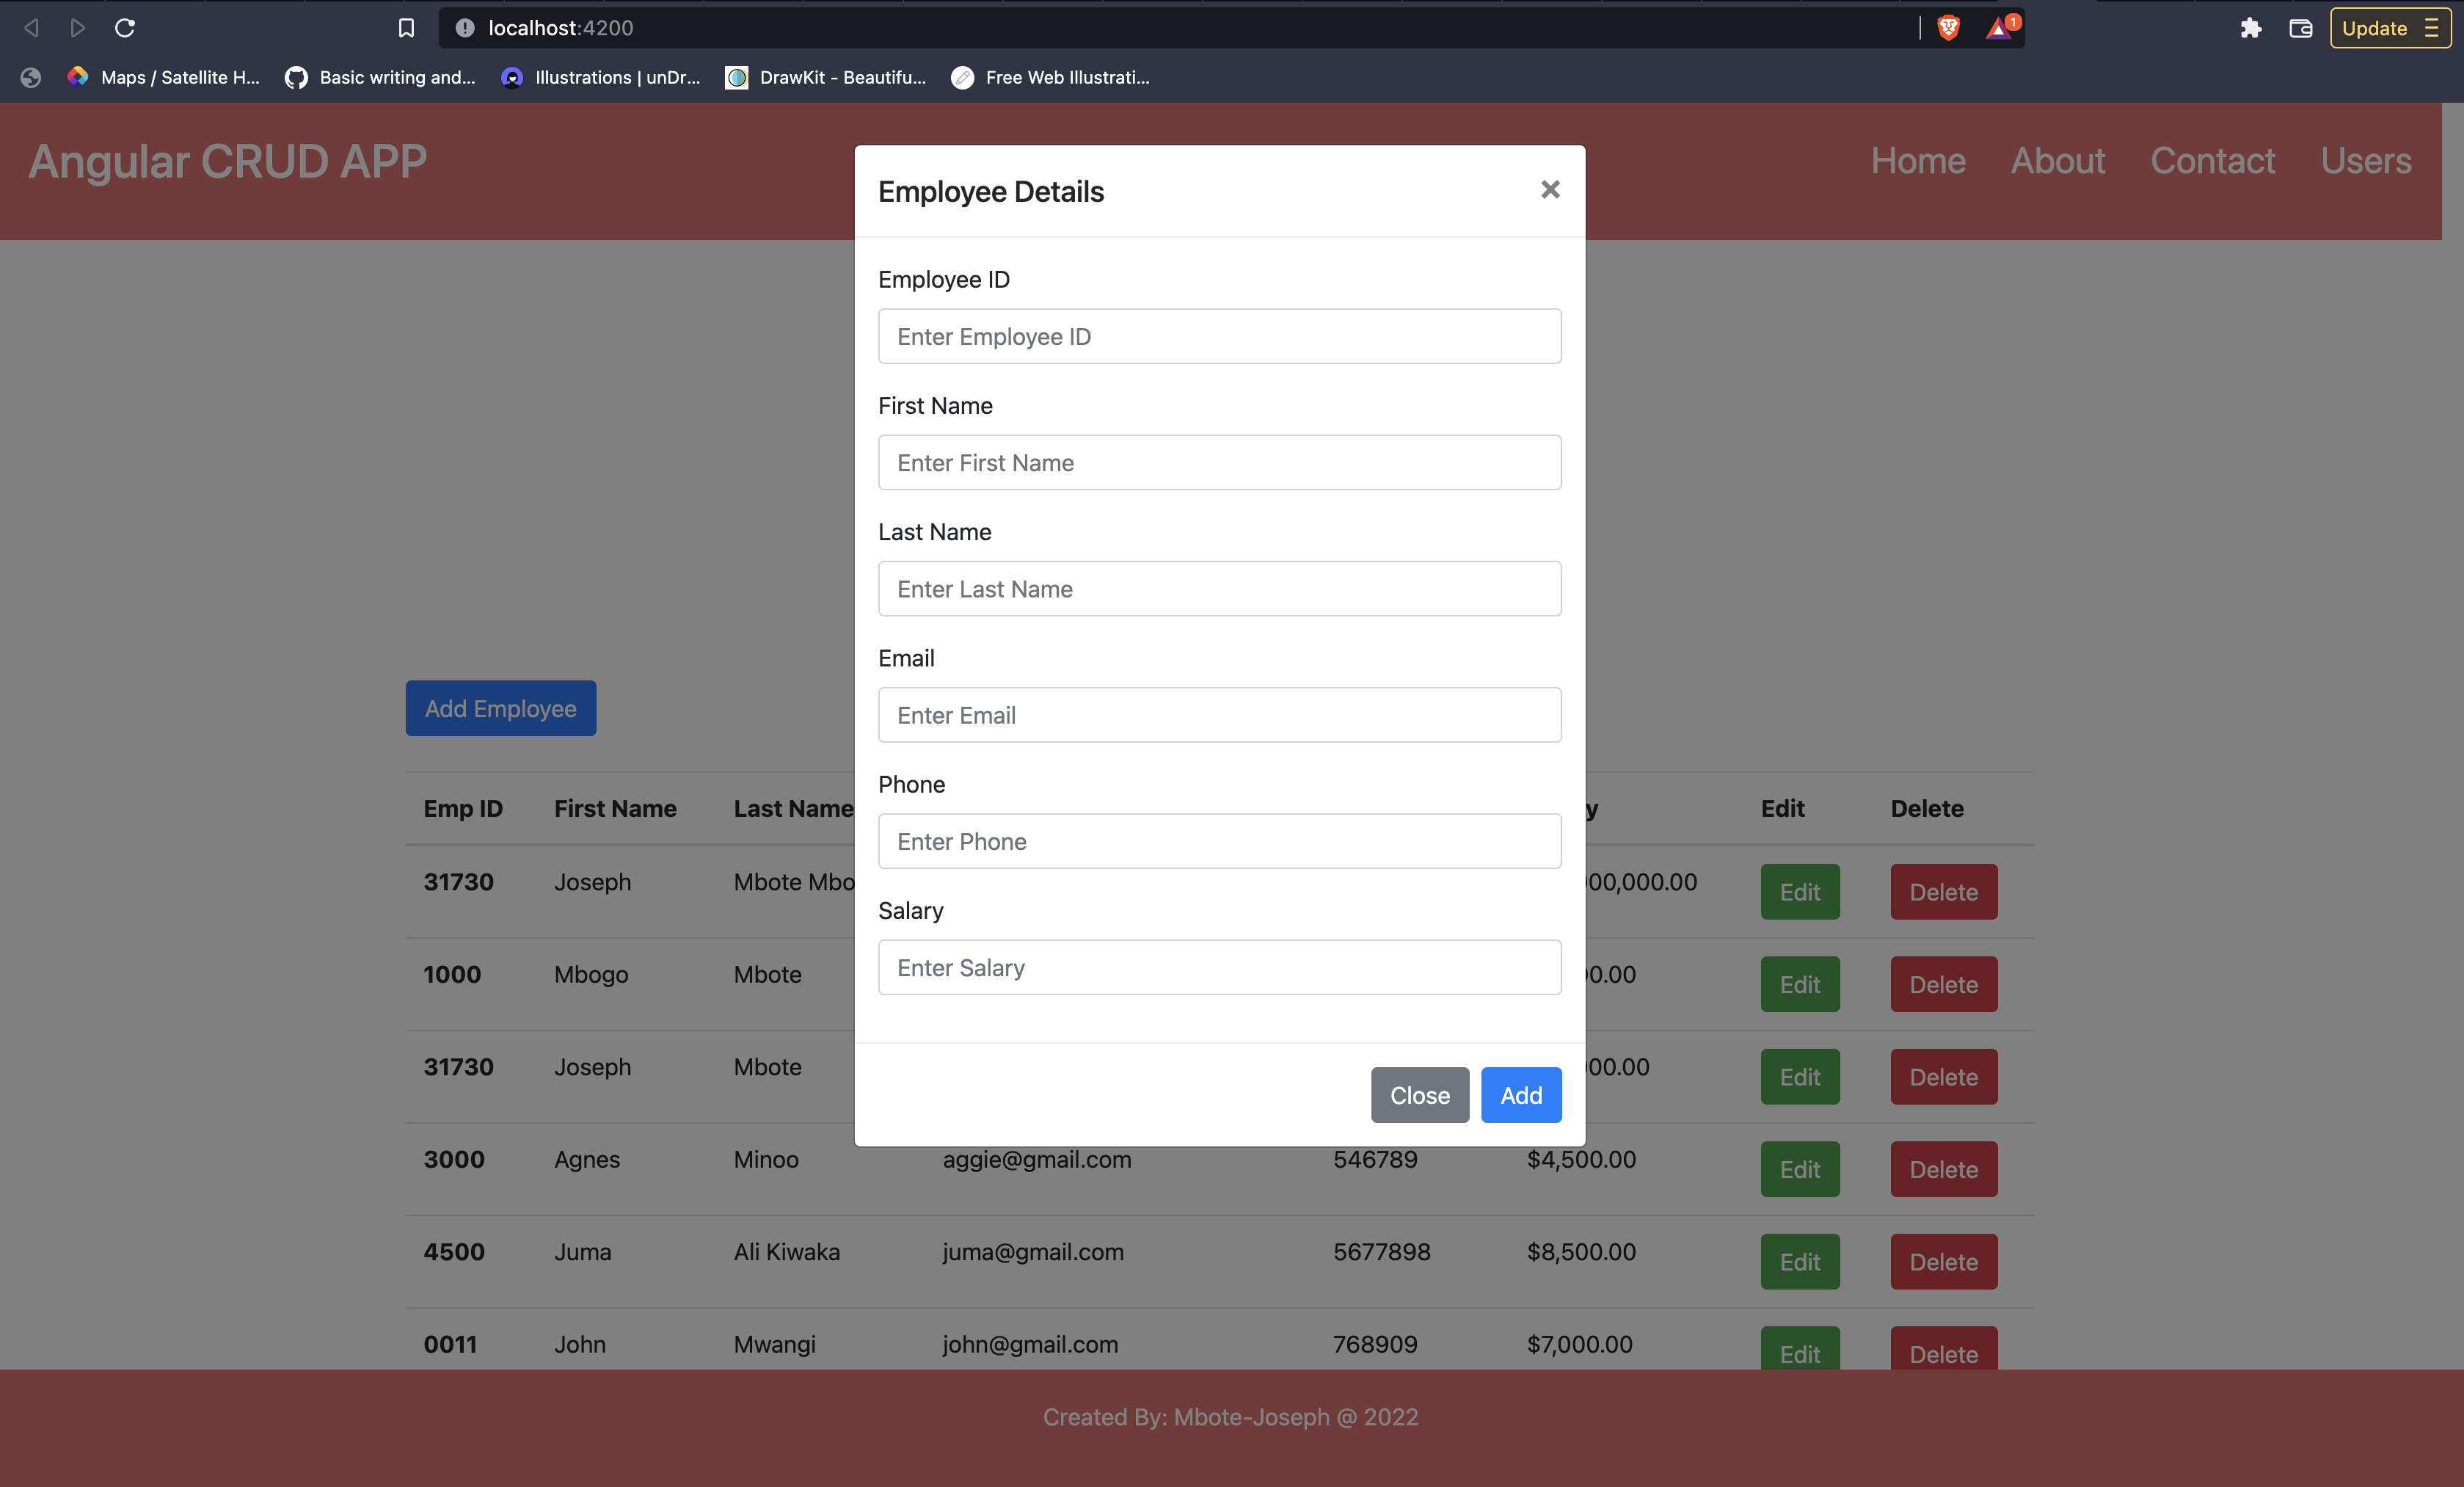 localhost:4200
1
Update
Maps / Satellite H... Basic writing and... Illustrations | unDr... DrawKit - Beautifu... Free Web Illustrati...
Angular CRUD APP
Home About Contact Users
Employee Details
×
Employee ID
Enter Employee ID
First Name
Enter First Name
Last Name
Enter Last Name
Email
Enter Email
Phone
Enter Phone
Salary
Enter Salary
Close Add
Add Employee
Emp ID First Name Last Name y Edit Delete
31730 Joseph Mbote Mbo 00,000.00 Edit Delete
1000 Mbogo Mbote 0.00 Edit Delete
31730 Joseph Mbote 00.00 Edit Delete
3000 Agnes Minoo aggie@gmail.com 546789 $4,500.00 Edit Delete
4500 Juma Ali Kiwaka juma@gmail.com 5677898 $8,500.00 Edit Delete
0011 John Mwangi john@gmail.com 768909 $7,000.00 Edit Delete
Created By: Mbote-Joseph @ 2022